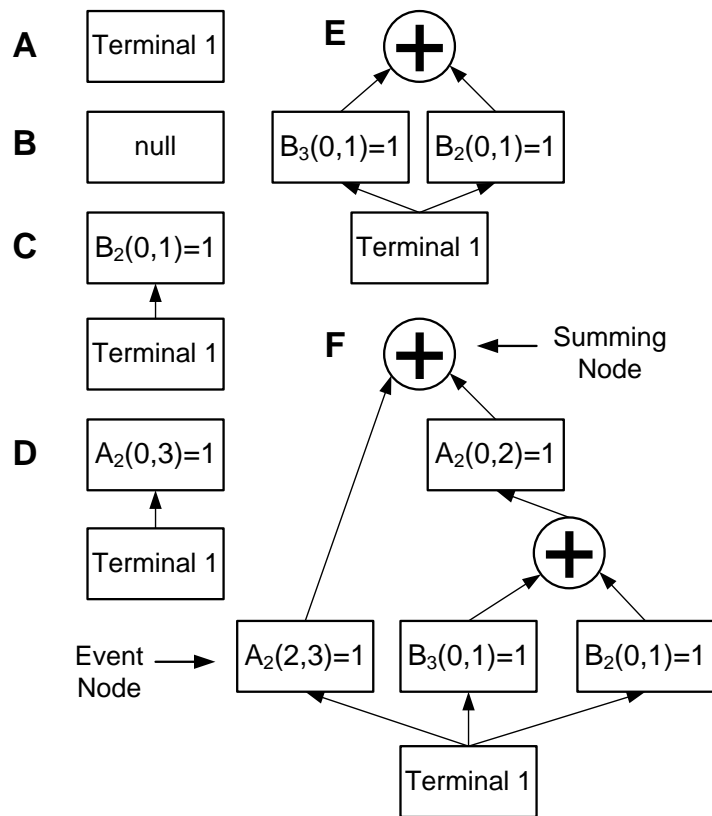 A
Terminal 1
B
null
C
B₂(0,1)=1
Terminal 1
D
A₂(0,3)=1
Terminal 1
E
+
B₃(0,1)=1
B₂(0,1)=1
Terminal 1
F
+
Summing
Node
A₂(0,2)=1
+
Event
Node
A₂(2,3)=1
B₃(0,1)=1
B₂(0,1)=1
Terminal 1